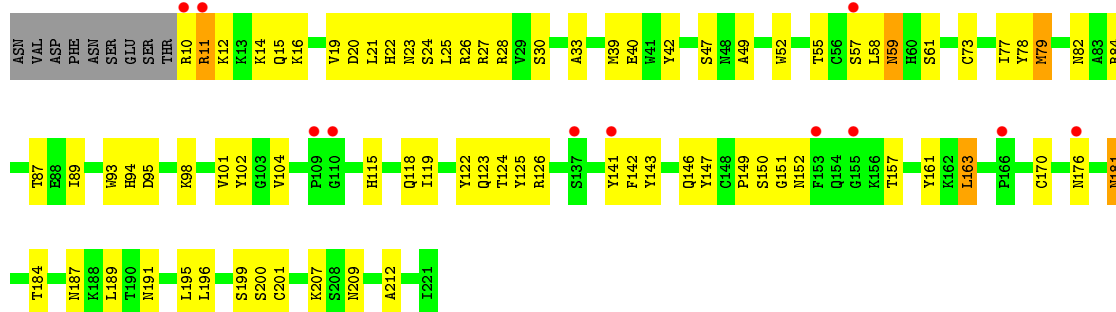 ASN VAL ASP PHE ASN SER GLU SER THR R10 R11 K12 K13 K14 Q15 K16 V19 D20 L21 H22 N23 S24 L25 R26 R27 R28 V29 S30 A33 M39 E40 W41 Y42 S47 N48 A49 W52 T55 C56 S57 L58 N59 H60 S61 C73 I77 Y78 M79 N82 A83 R84
T87 E88 I89 W93 H94 D95 K98 V101 Y102 G103 V104 P109 G110 H115 Q118 I119 Y122 Q123 T124 Y125 R126 S137 Y141 F142 Y143 Q146 Y147 C148 P149 S150 G151 N152 F153 Q154 G155 K156 T157 Y161 K162 L163 P166 C170 N176 N181
T184 N187 K188 L189 T190 N191 L195 L196 S199 S200 C201 K207 S208 N209 A212 I221